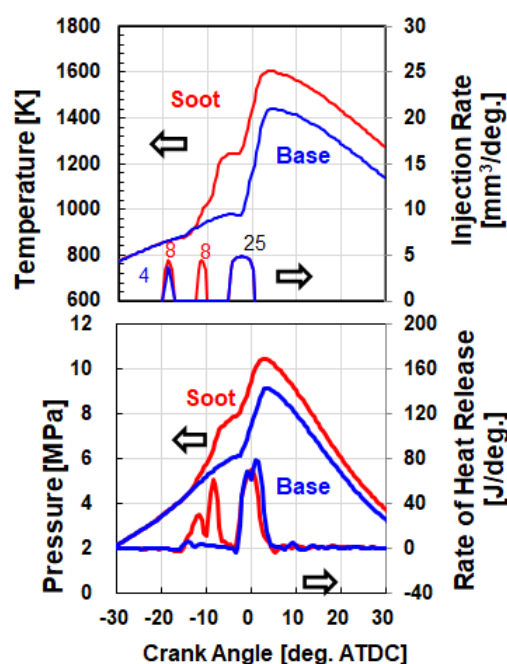 1800
1600
1400
1200
1000
800
600
Temperature [K]
30
25
20
15
10
5
0
Injection Rate
[mm³/deg.]
Soot
Base
4
8
8
25
12
10
8
6
4
2
0
Pressure [MPa]
200
160
120
80
40
0
-40
Rate of Heat Release
[J/deg.]
Soot
Base
-30 -20 -10 0 10 20 30
Crank Angle [deg. ATDC]